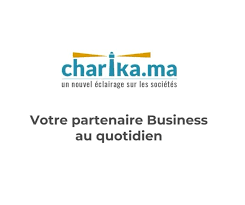 charika.ma
un nouvel éclairage sur les sociétés
Votre partenaire Business
au quotidien